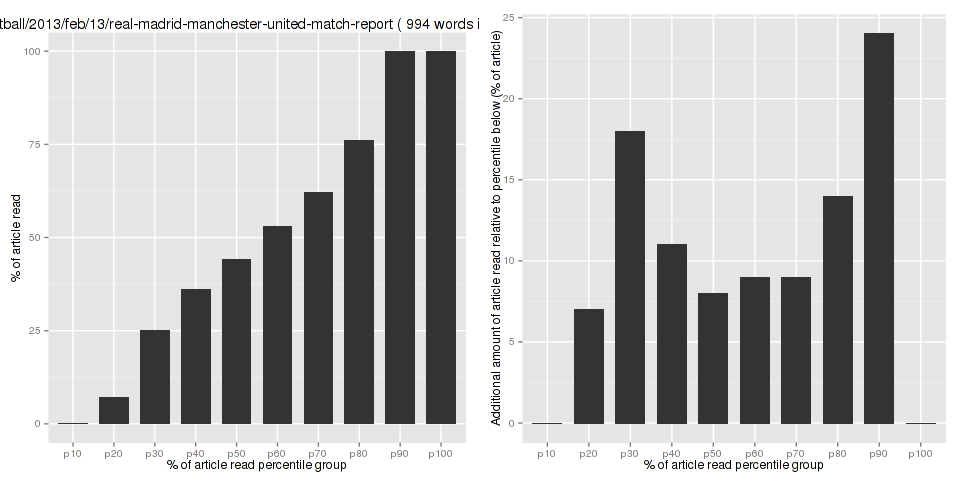 tball/2013/feb/13/real-madrid-manchester-united-match-report ( 994 words i
% of article read
100
75
50
25
0
p10 p20 p30 p40 p50 p60 p70 p80 p90 p100
% of article read percentile group
Additional amount of article read relative to percentile below (% of article)
25
20
15
10
5
0
p10 p20 p30 p40 p50 p60 p70 p80 p90 p100
% of article read percentile group